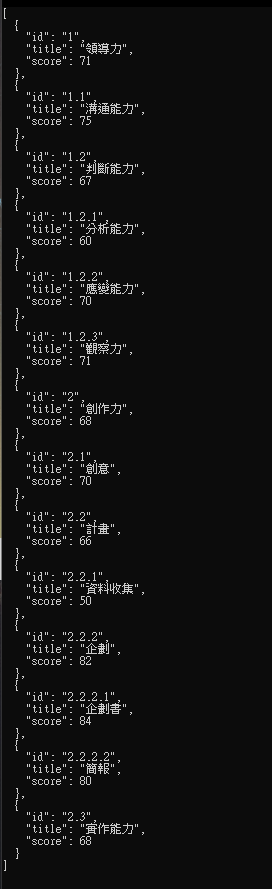 [
  {
    "id": "1",
    "title": "領導力",
    "score": 71
  },
  {
    "id": "1.1",
    "title": "溝通能力",
    "score": 75
  },
  {
    "id": "1.2",
    "title": "判斷能力",
    "score": 67
  },
  {
    "id": "1.2.1",
    "title": "分析能力",
    "score": 60
  },
  {
    "id": "1.2.2",
    "title": "應變能力",
    "score": 70
  },
  {
    "id": "1.2.3",
    "title": "觀察力",
    "score": 71
  },
  {
    "id": "2",
    "title": "創作力",
    "score": 68
  },
  {
    "id": "2.1",
    "title": "創意",
    "score": 70
  },
  {
    "id": "2.2",
    "title": "計畫",
    "score": 66
  },
  {
    "id": "2.2.1",
    "title": "資料收集",
    "score": 50
  },
  {
    "id": "2.2.2",
    "title": "企劃",
    "score": 82
  },
  {
    "id": "2.2.2.1",
    "title": "企劃書",
    "score": 84
  },
  {
    "id": "2.2.2.2",
    "title": "簡報",
    "score": 80
  },
  {
    "id": "2.3",
    "title": "實作能力",
    "score": 68
  }
]